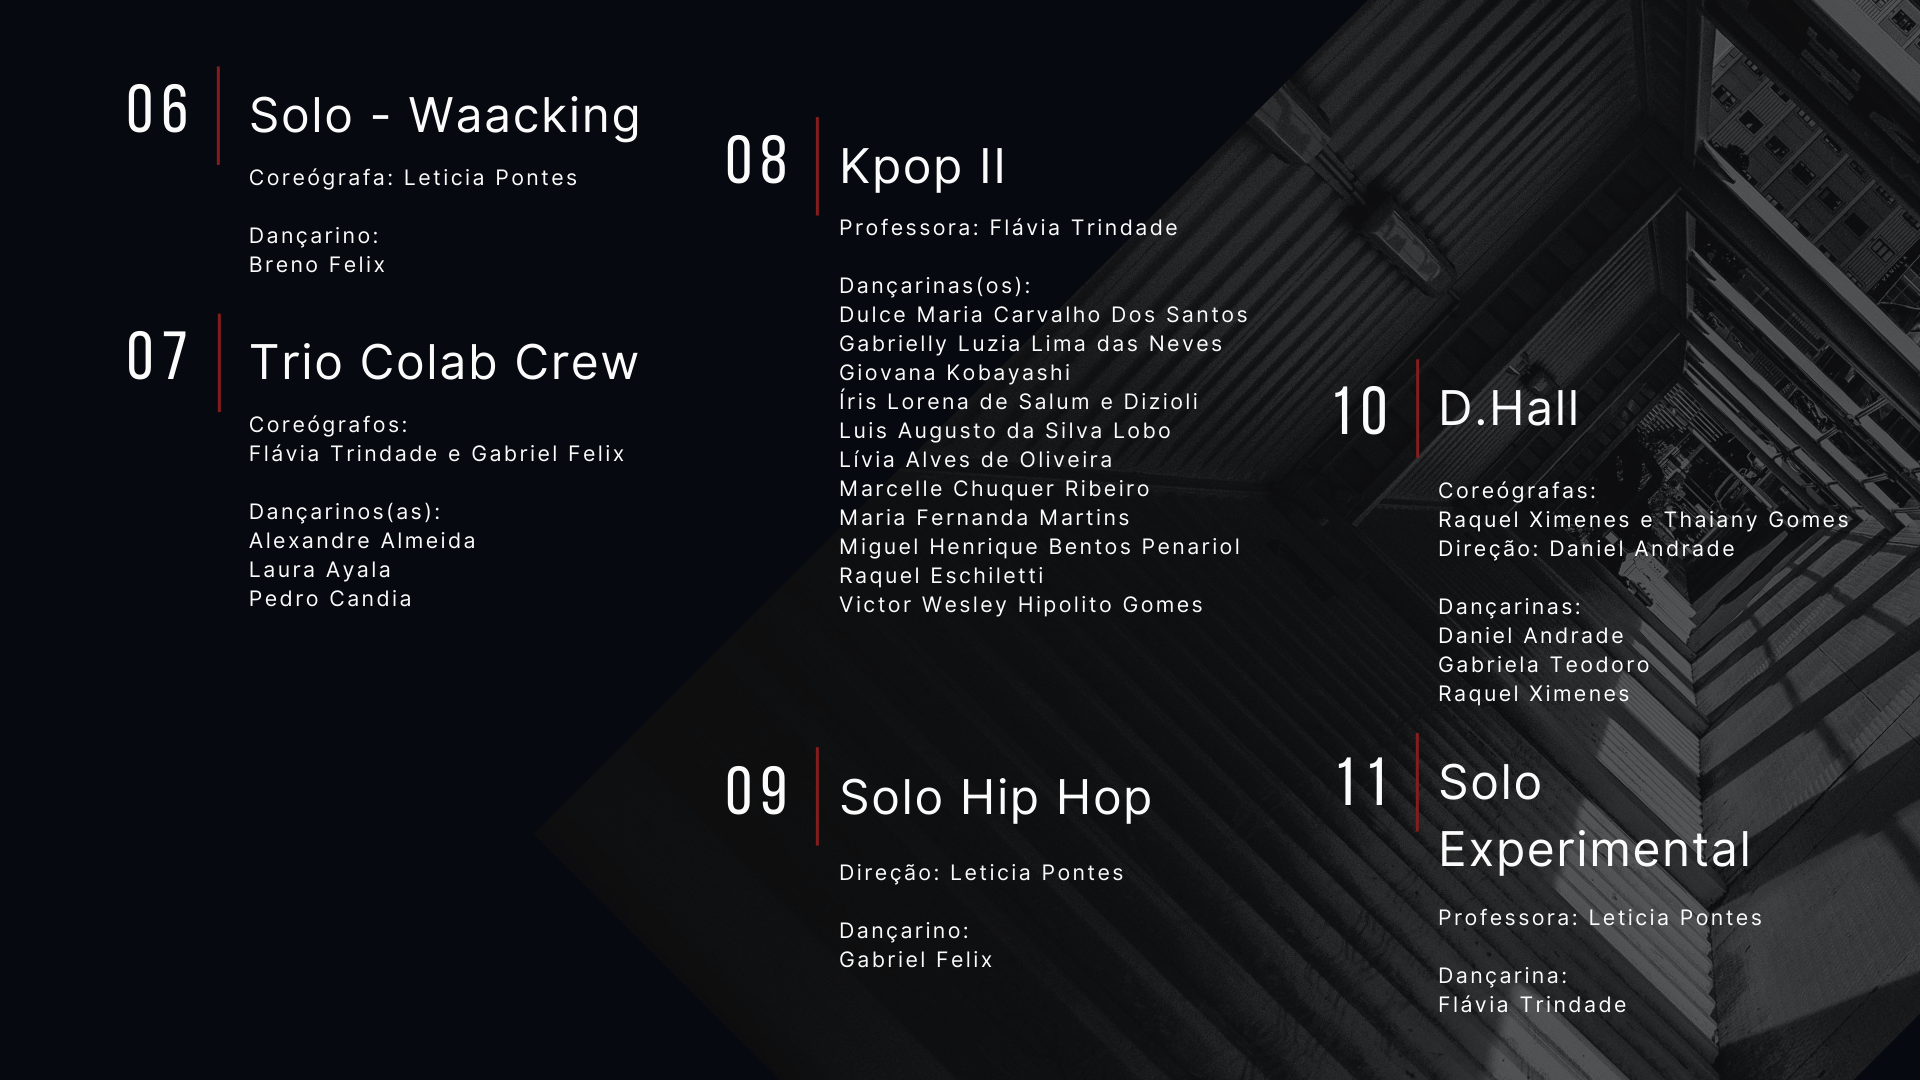 06
Solo - Waacking
Coreógrafa: Leticia Pontes
Dançarino:
Breno Felix
07
Trio Colab Crew
Coreógrafos:
Flávia Trindade e Gabriel Felix
Dançarinos(as):
Alexandre Almeida
Laura Ayala
Pedro Candia
08
Kpop II
Professora: Flávia Trindade
Dançarinas(os):
Dulce Maria Carvalho Dos Santos
Gabrielly Luzia Lima das Neves
Giovana Kobayashi
Íris Lorena de Salum e Dizioli
Luis Augusto da Silva Lobo
Lívia Alves de Oliveira
Marcelle Chuquer Ribeiro
Maria Fernanda Martins
Miguel Henrique Bentos Penariol
Raquel Eschiletti
Victor Wesley Hipolito Gomes
09
Solo Hip Hop
Direção: Leticia Pontes
Dançarino:
Gabriel Felix
10
D.Hall
Coreógrafas:
Raquel Ximenes e Thaiany Gomes
Direção: Daniel Andrade
Dançarinas:
Daniel Andrade
Gabriela Teodoro
Raquel Ximenes
11
Solo
Experimental
Professora: Leticia Pontes
Dançarina:
Flávia Trindade